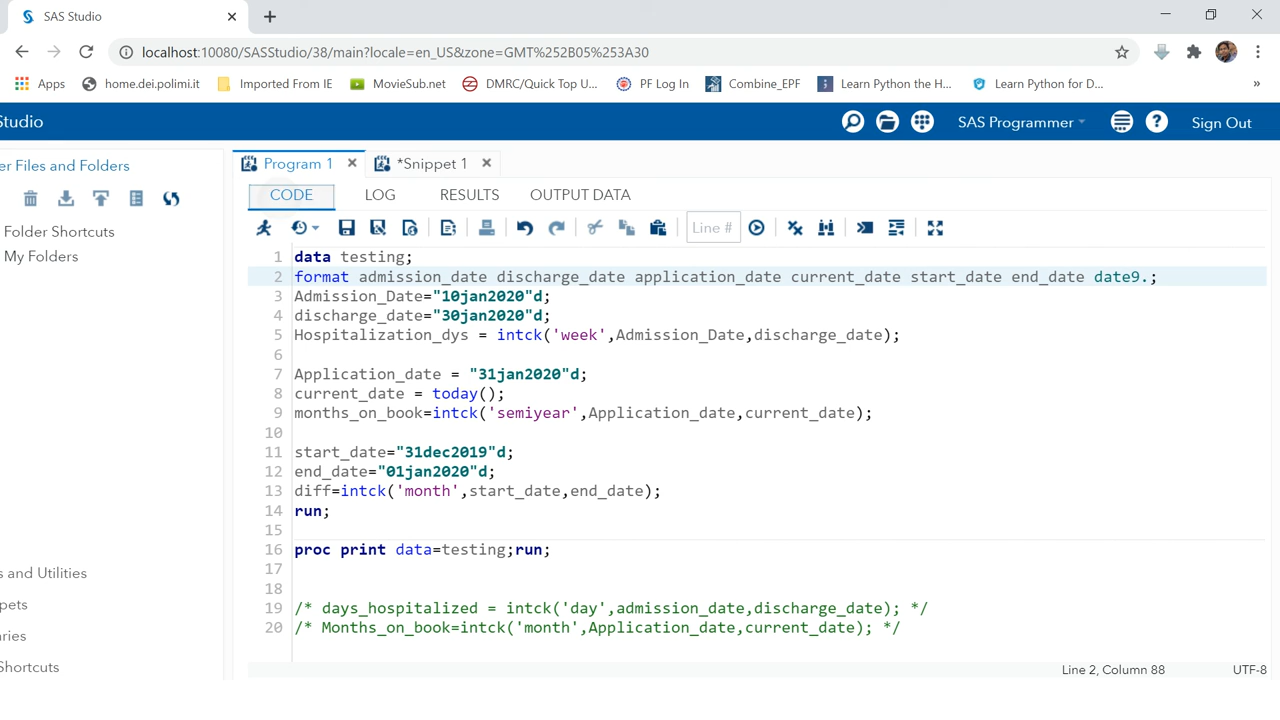 SAS Studio
localhost:10080/SASStudio/38/main?locale=en_US&zone=GMT%252B05%253A30
Apps home.dei.polimi.it Imported From IE MovieSub.net DMRC/Quick Top U... PF Log In Combine_EPF Learn Python the H... Learn Python for D... »
Studio SAS Programmer ? Sign Out
er Files and Folders
Program 1 *Snippet 1
CODE LOG RESULTS OUTPUT DATA
Line #
Folder Shortcuts
My Folders
s and Utilities
pets
ries
Shortcuts
1 data testing;
2 format admission_date discharge_date application_date current_date start_date end_date date9.;
3 Admission_Date="10jan2020"d;
4 discharge_date="30jan2020"d;
5 Hospitalization_dys = intck('week',Admission_Date,discharge_date);
6
7 Application_date = "31jan2020"d;
8 current_date = today();
9 months_on_book=intck('semiyear',Application_date,current_date);
10
11 start_date="31dec2019"d;
12 end_date="01jan2020"d;
13 diff=intck('month',start_date,end_date);
14 run;
15
16 proc print data=testing;run;
17
18
19 /* days_hospitalized = intck('day',admission_date,discharge_date); */
20 /* Months_on_book=intck('month',Application_date,current_date); */
Line 2, Column 88 UTF-8